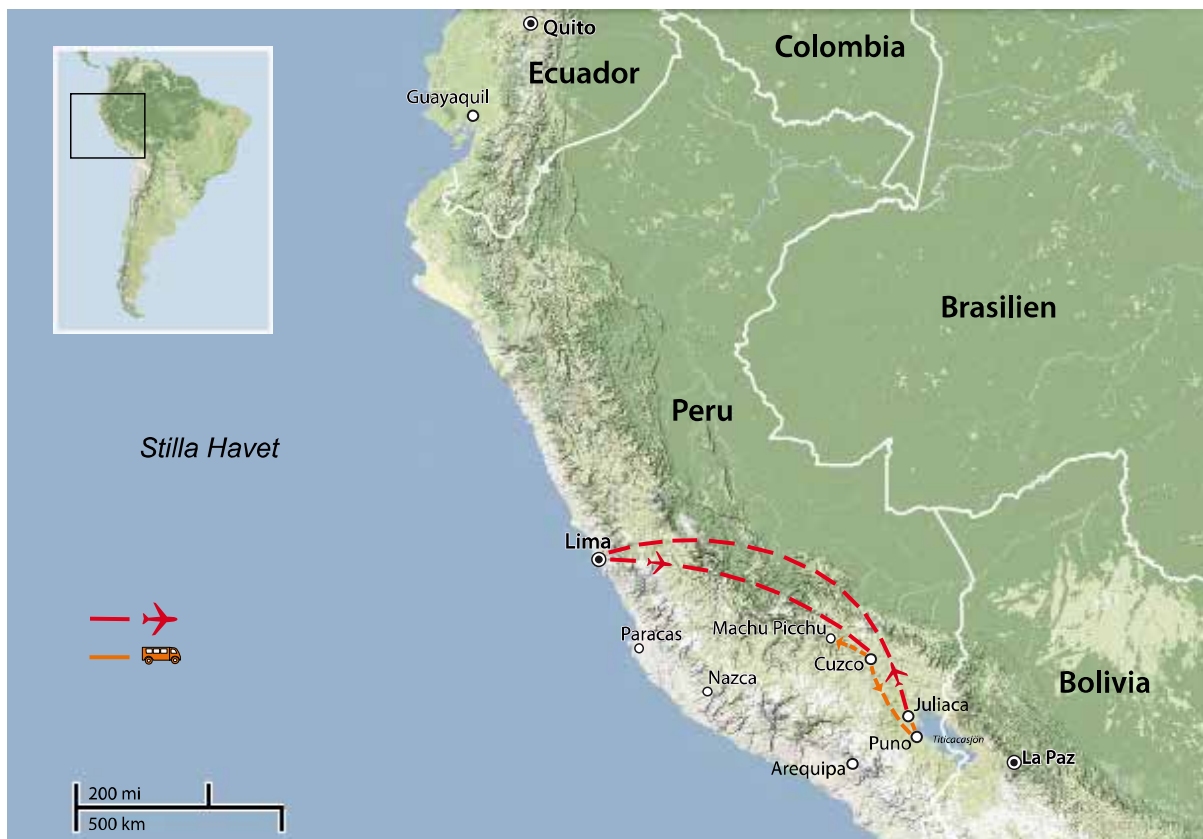 Quito
Colombia
Ecuador
Guayaquil
Brasilien
Peru
Stilla Havet
Lima
Paracas
Machu Picchu
Cuzco
Nazca
Bolivia
Juliaca
Puno
Titicacasjön
Arequipa
La Paz
200 mi
500 km